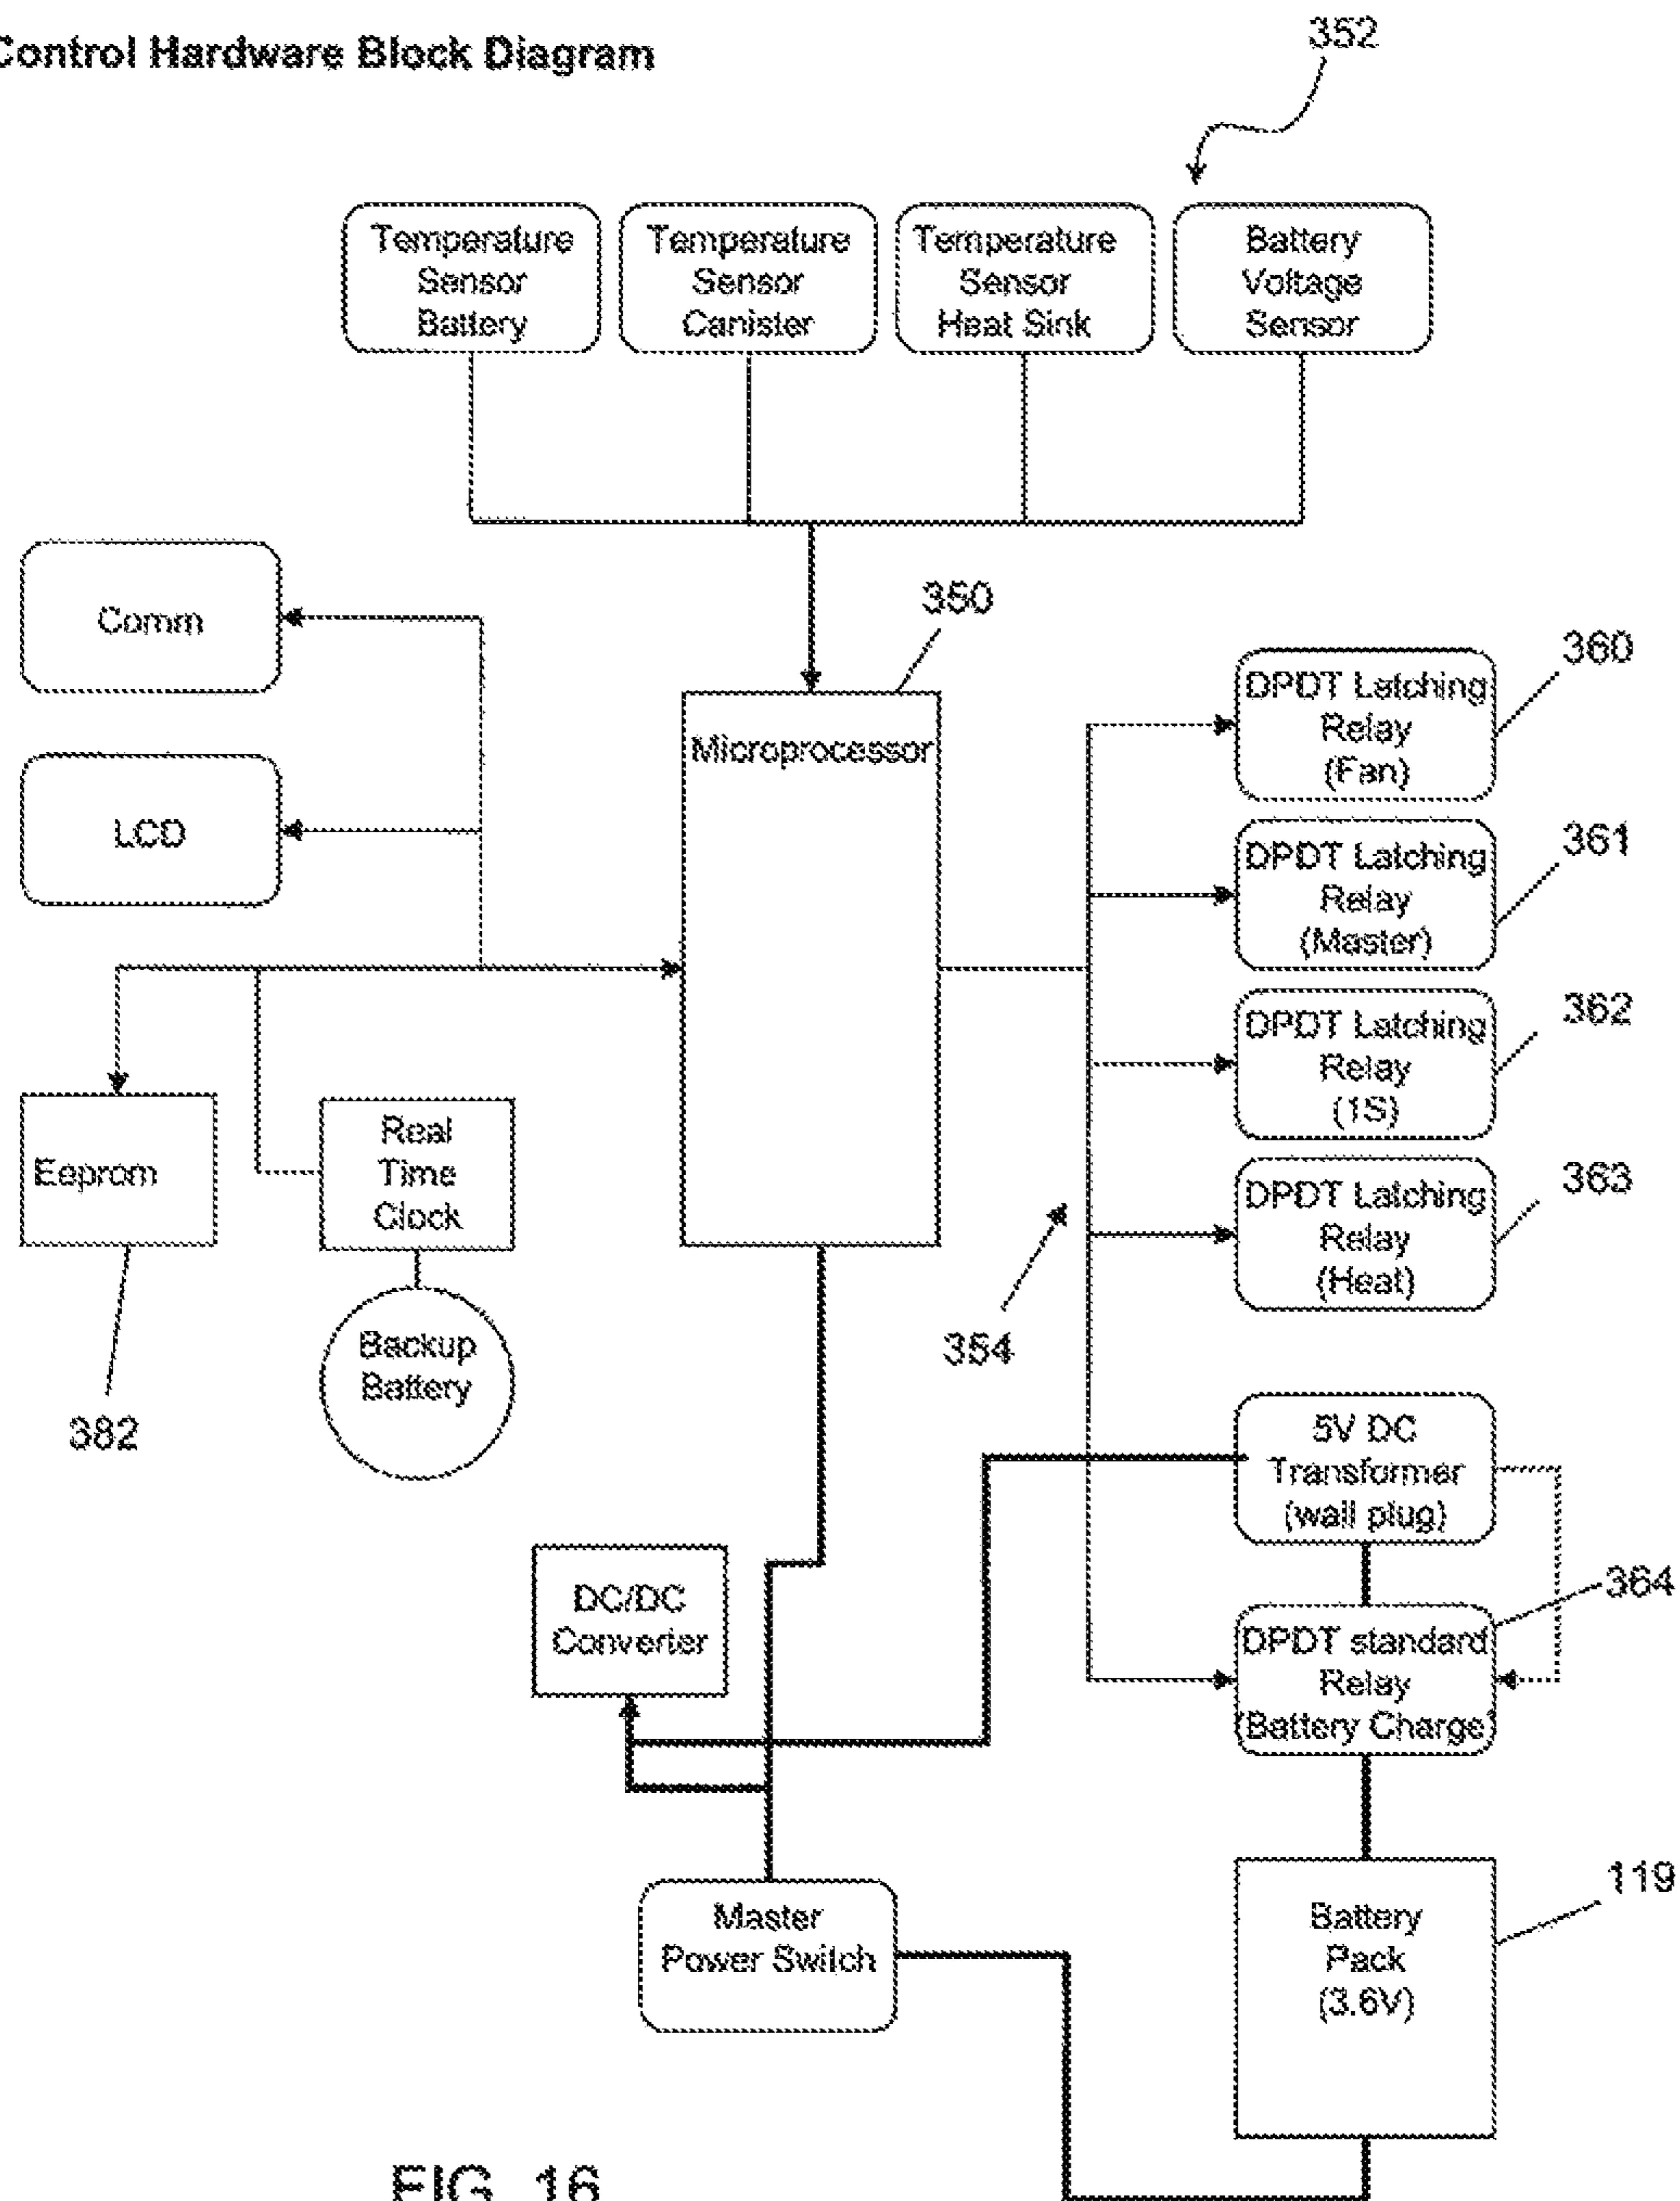 Control Hardware Block Diagram
352
Temperature
Sensor
Battery
Temperature
Sensor
Canister
Temperature
Sensor
Heat Sink
Battery
Voltage
Sensor
Comm
350
LCD
Microprocessor
DPDT Latching
Relay
(Fan)
360
DPDT Latching
Relay
(Master)
361
DPDT Latching
Relay
(1S)
362
DPDT Latching
Relay
(Heat)
363
354
Eeprom
382
Real
Time
Clock
Backup
Battery
5V DC
Transformer
(wall plug)
DC/DC
Converter
364
DPDT standard
Relay
'Battery Charge'
Master
Power Switch
Battery
Pack
(3.6V)
119
FIG. 16